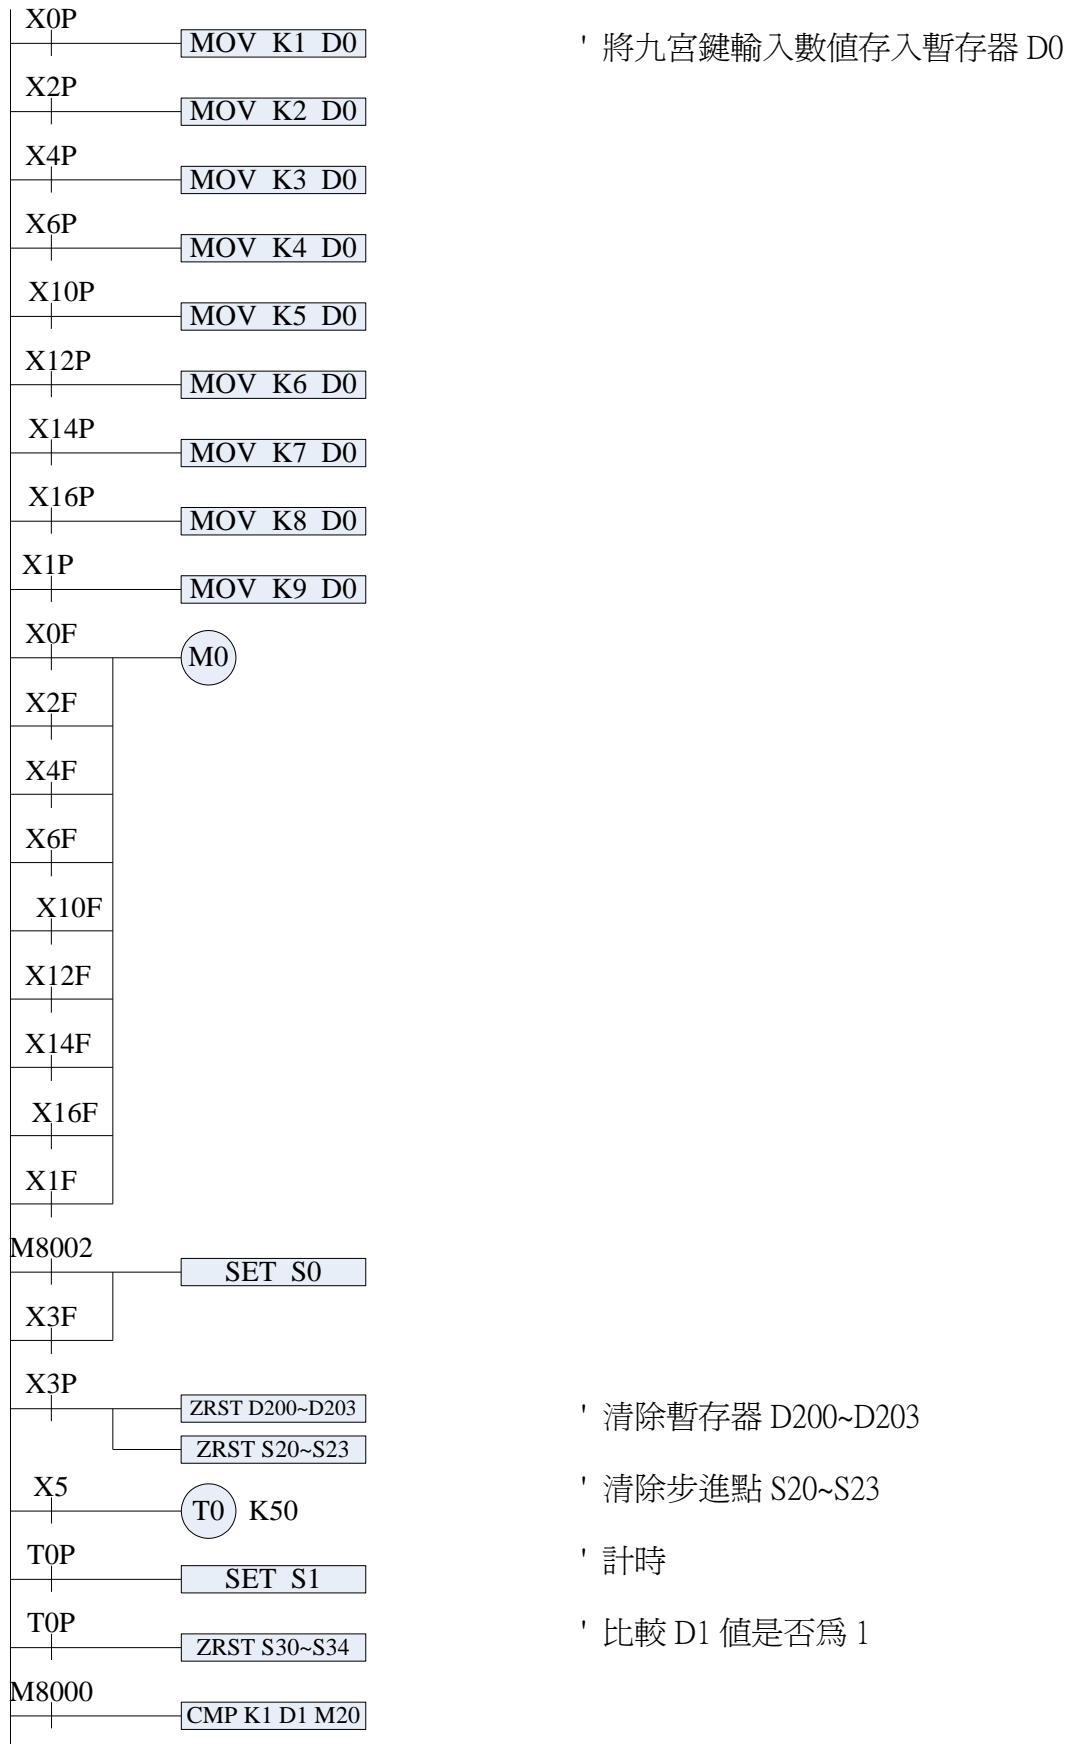 X0P
MOV K1 D0 ' 將九宮鍵輸入數值存入暫存器 D0
X2P
MOV K2 D0
X4P
MOV K3 D0
X6P
MOV K4 D0
X10P
MOV K5 D0
X12P
MOV K6 D0
X14P
MOV K7 D0
X16P
MOV K8 D0
X1P
MOV K9 D0
X0F
M0
X2F
X4F
X6F
X10F
X12F
X14F
X16F
X1F
M8002
SET S0
X3F
X3P
ZRST D200~D203 ' 清除暫存器 D200~D203
ZRST S20~S23
X5 ' 清除步進點 S20~S23
T0 K50
T0P ' 計時
SET S1
T0P ' 比較 D1 值是否爲 1
ZRST S30~S34
M8000
CMP K1 D1 M20